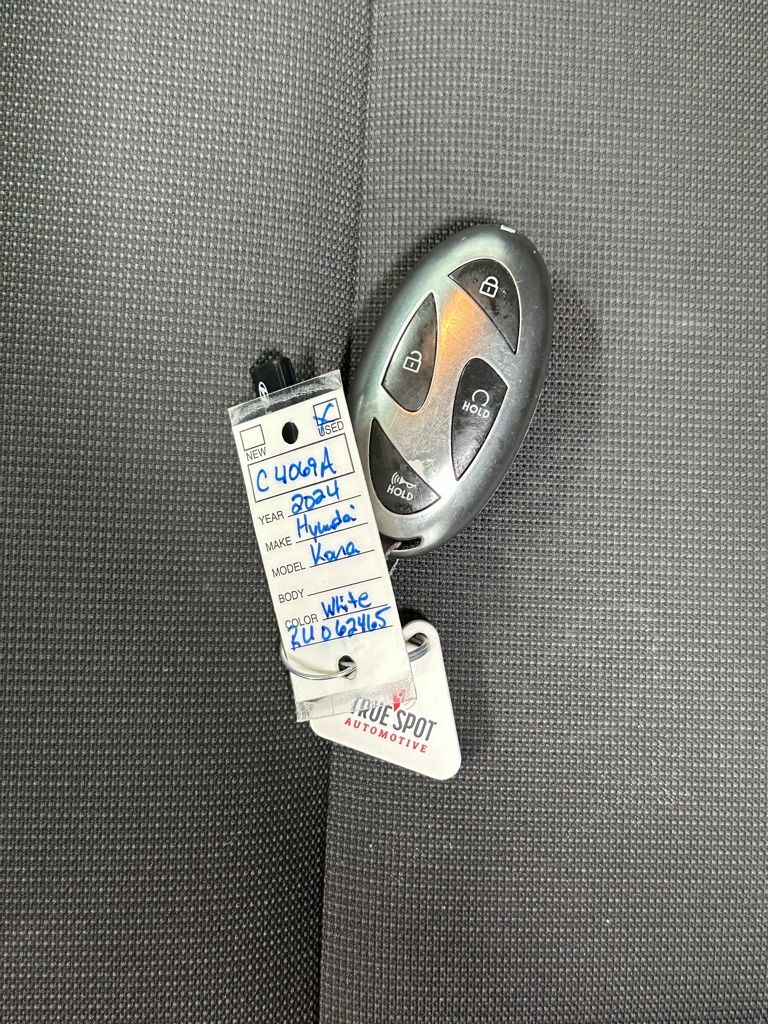 NEW
USED
C4069A
YEAR 2024
MAKE Hyundai
MODEL Kona
BODY
COLOR White
RU062465
HOLD
HOLD
TRUE SPOT
AUTOMOTIVE